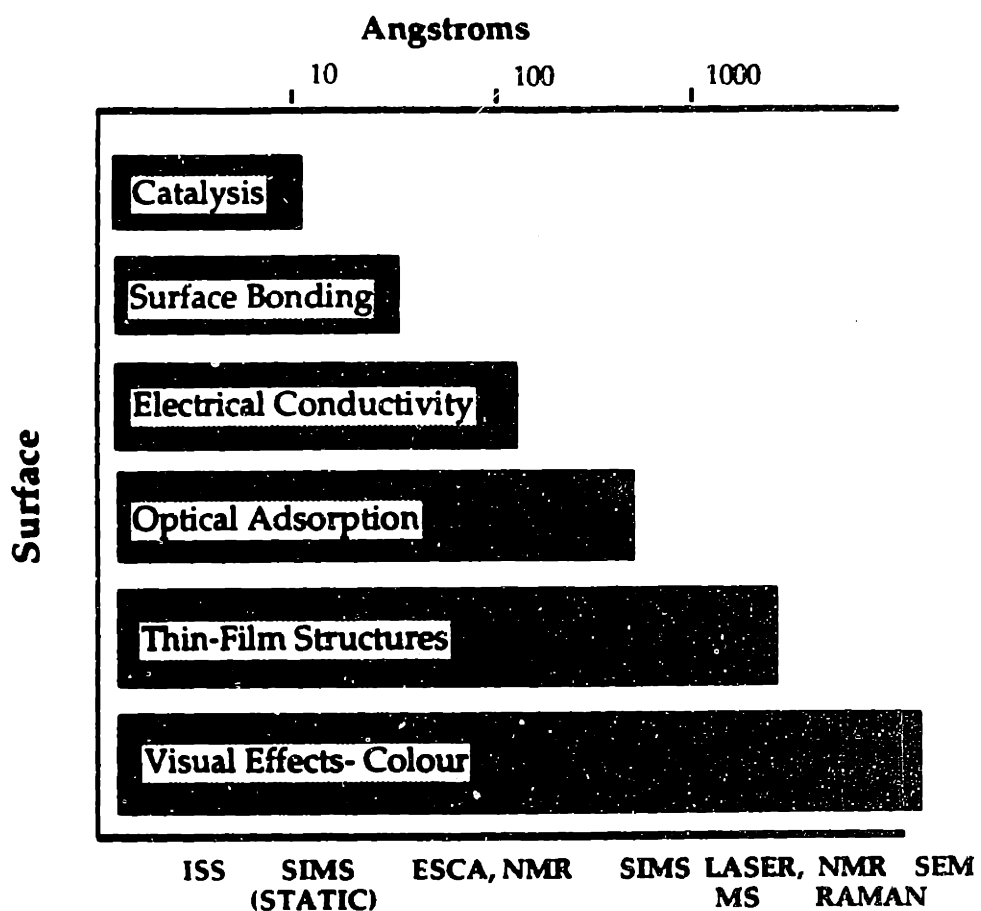 Angstroms
10 100 1000
Catalysis
Surface Bonding
Electrical Conductivity
Optical Adsorption
Thin-Film Structures
Visual Effects- Colour
Surface
ISS SIMS ESCA, NMR SIMS LASER, NMR SEM
(STATIC) MS RAMAN